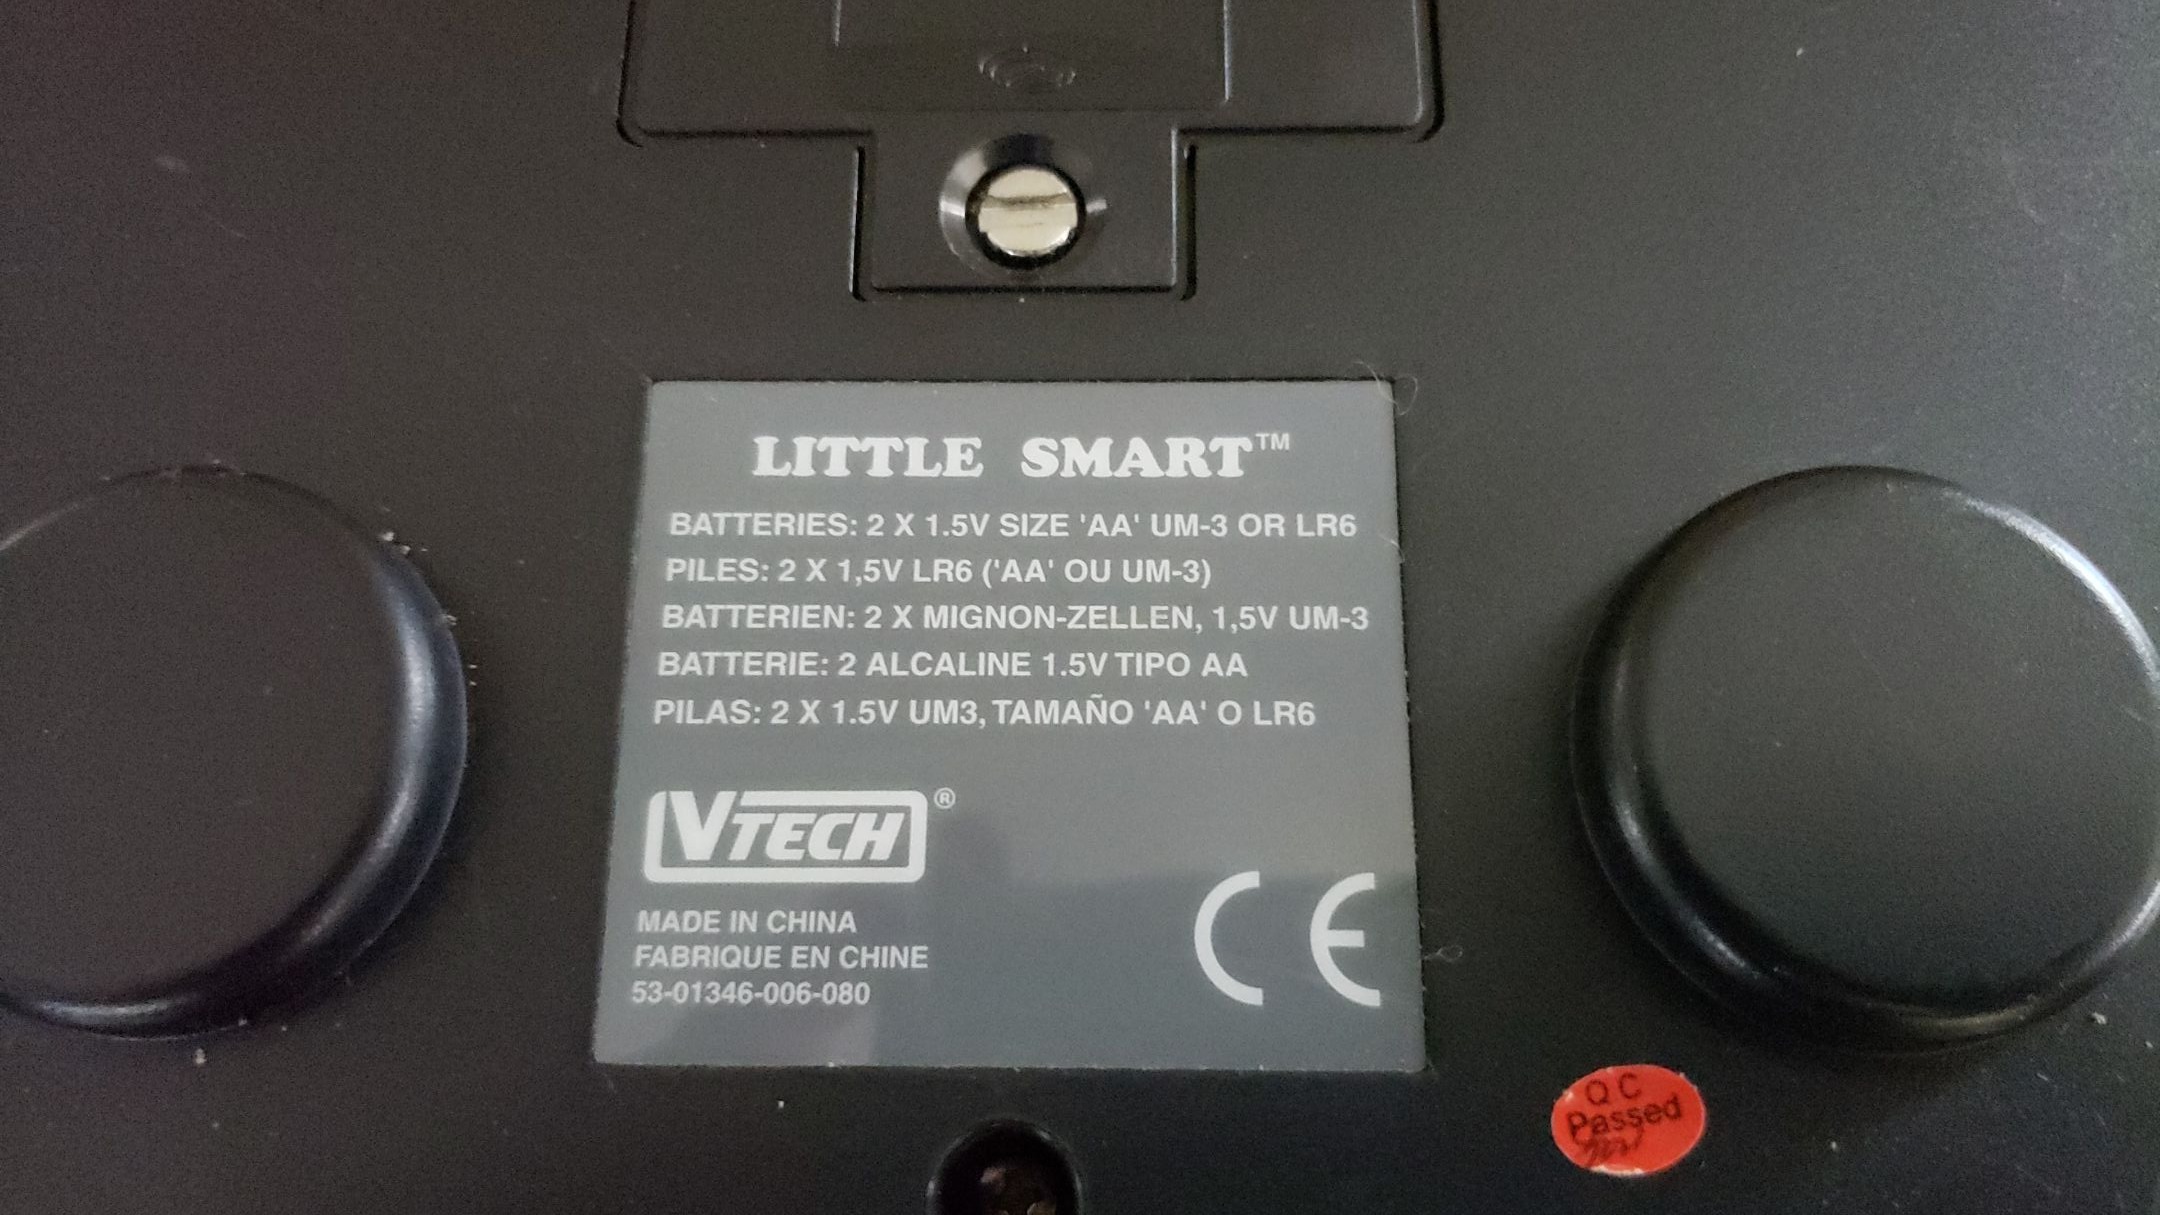 LITTLE SMART™
BATTERIES: 2 X 1.5V SIZE 'AA' UM-3 OR LR6
PILES: 2 X 1,5V LR6 ('AA' OU UM-3)
BATTERIEN: 2 X MIGNON-ZELLEN, 1,5V UM-3
BATTERIE: 2 ALCALINE 1.5V TIPO AA
PILAS: 2 X 1.5V UM3, TAMAÑO 'AA' O LR6
VTECH®
MADE IN CHINA
FABRIQUE EN CHINE
53-01346-006-080
CE
QC
Passed